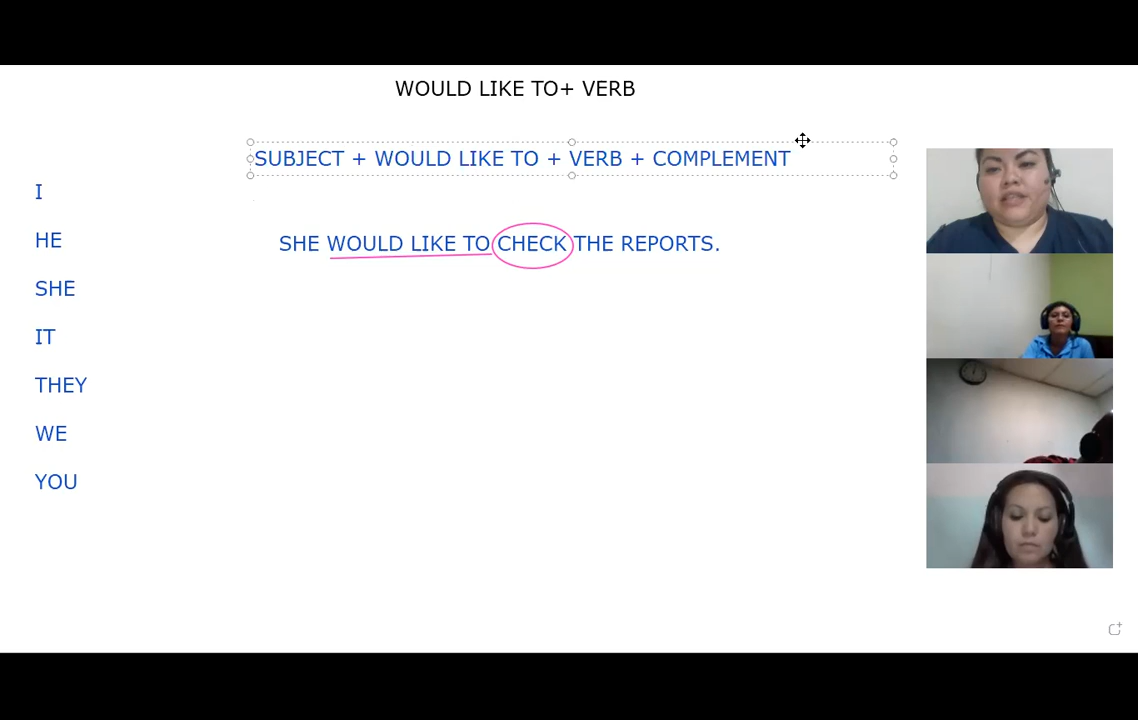 WOULD LIKE TO+ VERB
SUBJECT + WOULD LIKE TO + VERB + COMPLEMENT
I
HE
SHE
IT
THEY
WE
YOU
SHE WOULD LIKE TO CHECK THE REPORTS.